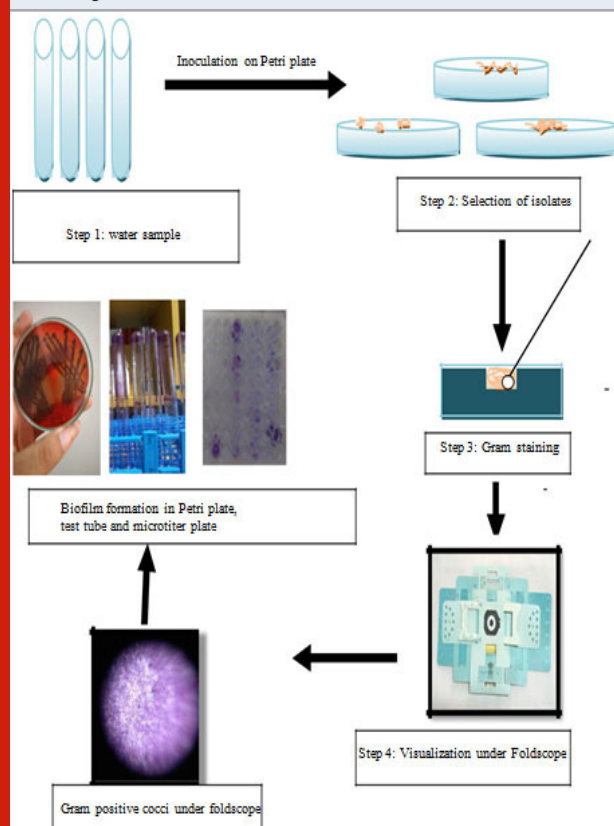 Inoculation on Petri plate
Step 1: water sample
Step 2: Selection of isolates
Step 3: Gram staining
Biofilm formation in Petri plate,
test tube and microtiter plate
Step 4: Visualization under Foldscope
Gram positive cocci under foldscope